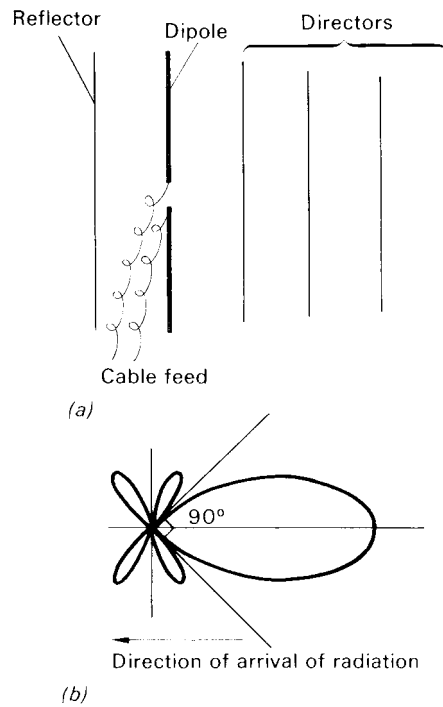 Directors
Reflector
Dipole
Cable feed
(a)
90°
Direction of arrival of radiation
(b)